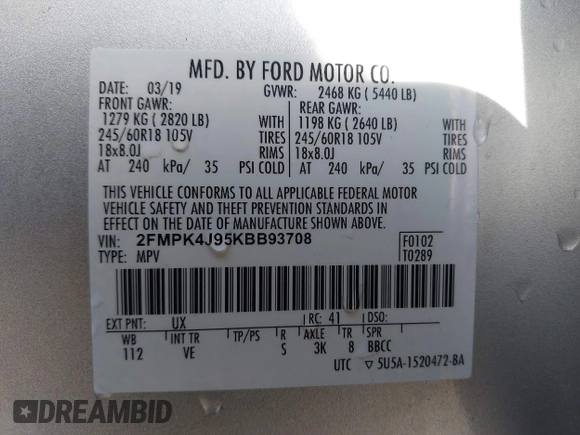 MFD. BY FORD MOTOR CO.
DATE: 03/19 GVWR: 2468 KG ( 5440 LB)
FRONT GAWR: REAR GAWR:
1279 KG ( 2820 LB) WITH 1198 KG ( 2640 LB) WITH
245/60R18 105V TIRES 245/60R18 105V TIRES
18x8.0J RIMS 18x8.0J RIMS
AT 240 kPa/ 35 PSI COLD AT 240 kPa/ 35 PSI COLD
THIS VEHICLE CONFORMS TO ALL APPLICABLE FEDERAL MOTOR
VEHICLE SAFETY AND THEFT PREVENTION STANDARDS IN
EFFECT ON THE DATE OF MANUFACTURE SHOWN ABOVE.
VIN: 2FMPK4J95KBB93708 F0102
TYPE: MPV T0289
EXT PNT: UX RC: 41 DSO:
WB INT TR TP/PS R AXLE TR SPR
112 VE S 3K 8 BBCC
UTC ▽ 5U5A-1520472-BA
DREAMBID